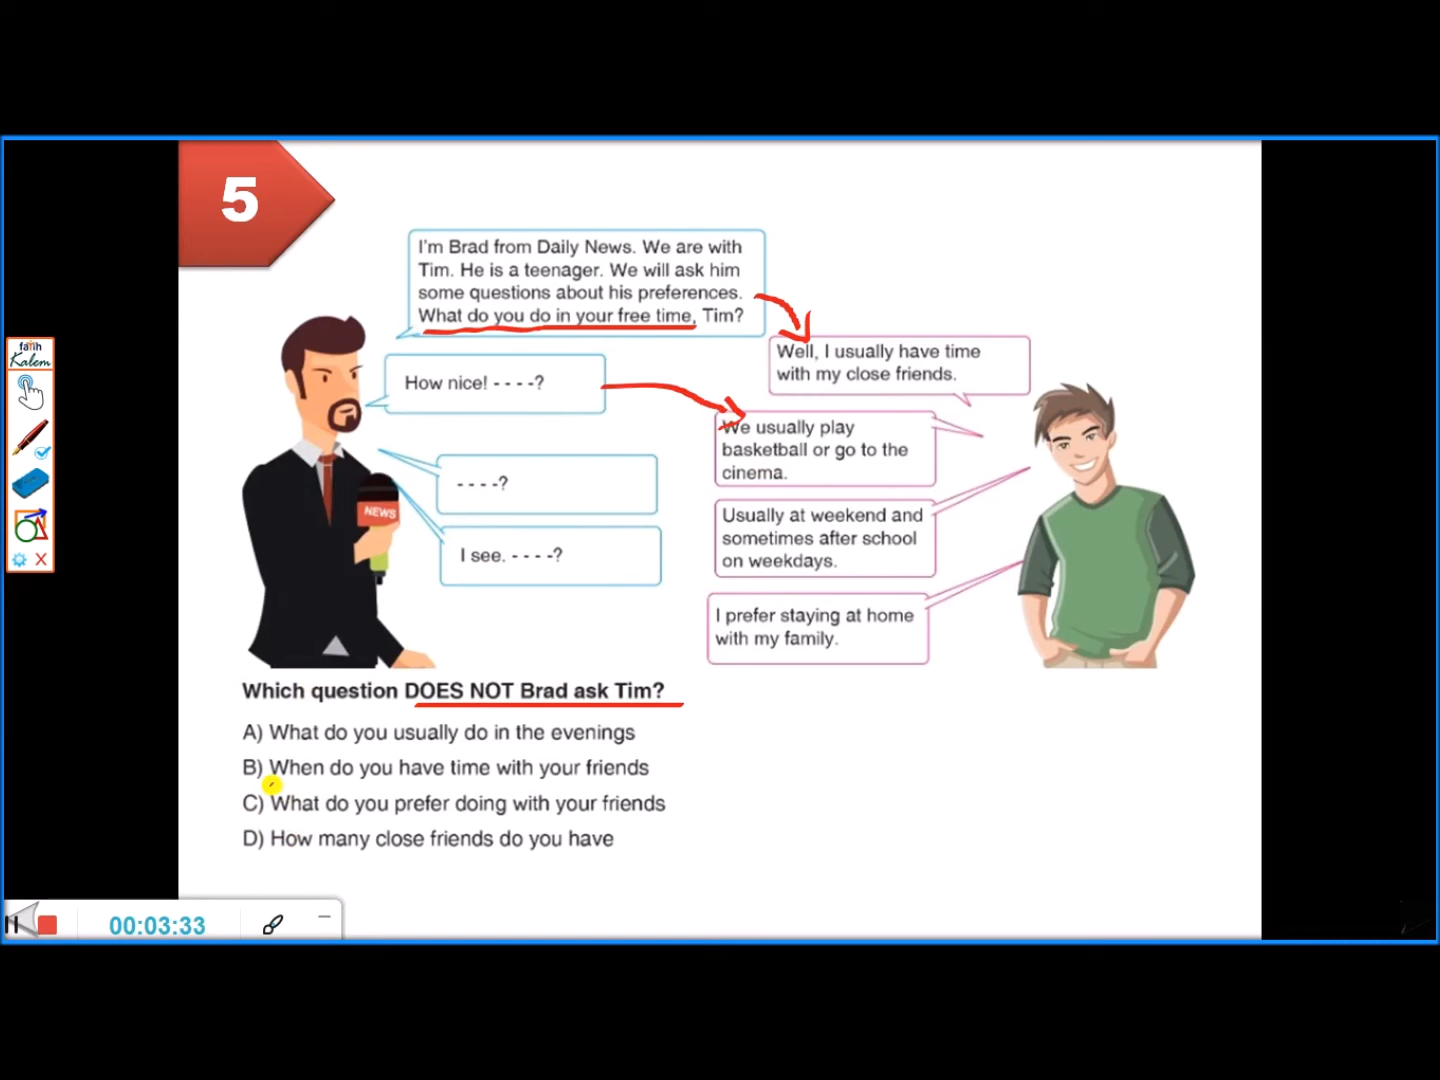 5
I'm Brad from Daily News. We are with
Tim. He is a teenager. We will ask him
some questions about his preferences.
What do you do in your free time, Tim?
Well, I usually have time
with my close friends.
How nice! - - - -?
We usually play
basketball or go to the
cinema.
- - - -?
Usually at weekend and
sometimes after school
on weekdays.
I see. - - - -?
I prefer staying at home
with my family.
NEWS
fatih
Kalem
Which question DOES NOT Brad ask Tim?
A) What do you usually do in the evenings
B) When do you have time with your friends
C) What do you prefer doing with your friends
D) How many close friends do you have
00:03:33